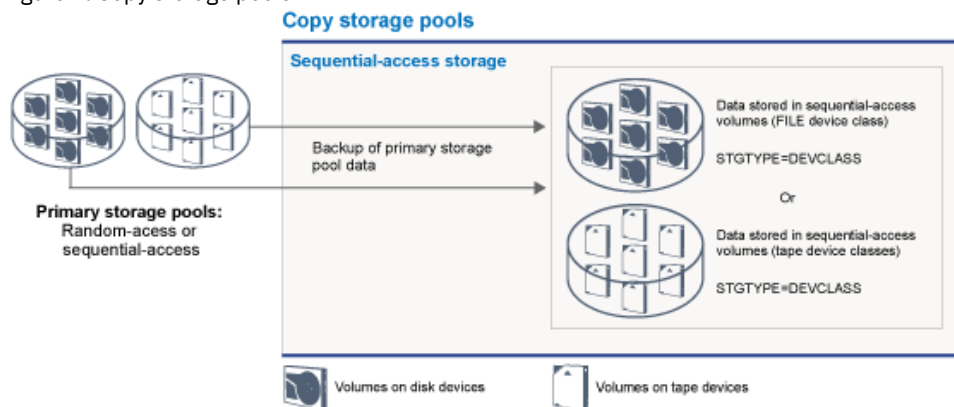 Copy storage pools
Sequential-access storage
Data stored in sequential-access
volumes (FILE device class)
STGTYPE=DEVCLASS
Or
Data stored in sequential-access
volumes (tape device classes)
STGTYPE=DEVCLASS
Backup of primary storage
pool data
Primary storage pools:
Random-acess or
sequential-access
Volumes on disk devices
Volumes on tape devices